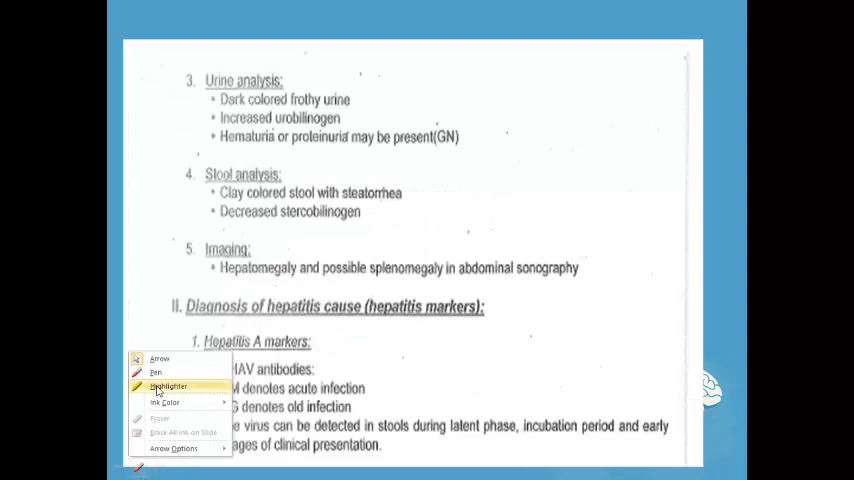 3. Urine analysis:
• Dark colored frothy urine
• Increased urobilinogen
• Hematuria or proteinuria may be present(GN)
4. Stool analysis:
• Clay colored stool with steatorrhea
• Decreased stercobilinogen
5. Imaging:
• Hepatomegaly and possible splenomegaly in abdominal sonography
II. Diagnosis of hepatitis cause (hepatitis markers):
1. Hepatitis A markers:
Arrow
Pen
Highlighter
Ink Color
Eraser
Erase All Ink on Slide
Arrow Options
HAV antibodies:
M denotes acute infection
G denotes old infection
e virus can be detected in stools during latent phase, incubation period and early
ages of clinical presentation.